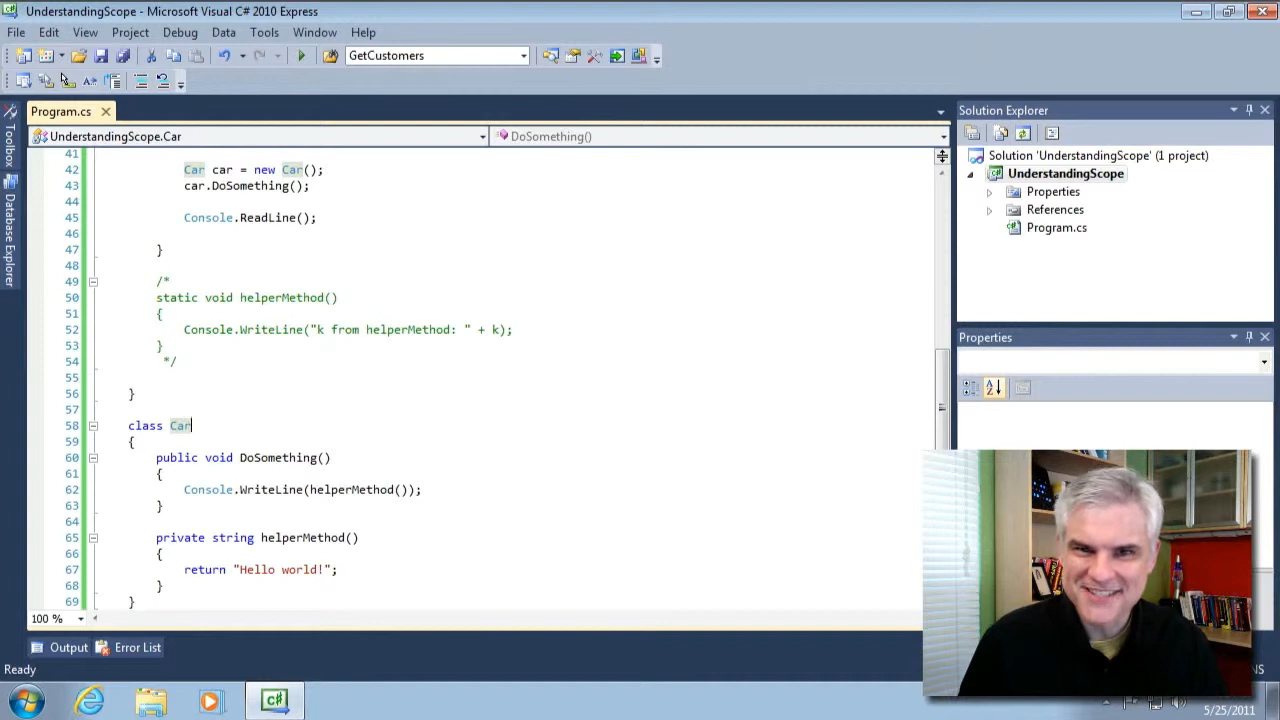 UnderstandingScope - Microsoft Visual C# 2010 Express
File Edit View Project Debug Data Tools Window Help
GetCustomers
Program.cs
Solution Explorer
UnderstandingScope.Car
DoSomething()
Toolbox
Database Explorer
Solution 'UnderstandingScope' (1 project)
UnderstandingScope
Properties
References
Program.cs
41
42 Car car = new Car();
43 car.DoSomething();
44
45 Console.ReadLine();
46
47 }
48
49 /*
50 static void helperMethod()
51 {
52 Console.WriteLine("k from helperMethod: " + k);
53 }
54 */
55
56 }
57
58 class Car
59 {
60 public void DoSomething()
61 {
62 Console.WriteLine(helperMethod());
63 }
64
65 private string helperMethod()
66 {
67 return "Hello world!";
68 }
69 }
100 %
Properties
Output Error List
Ready
NS
5/25/2011